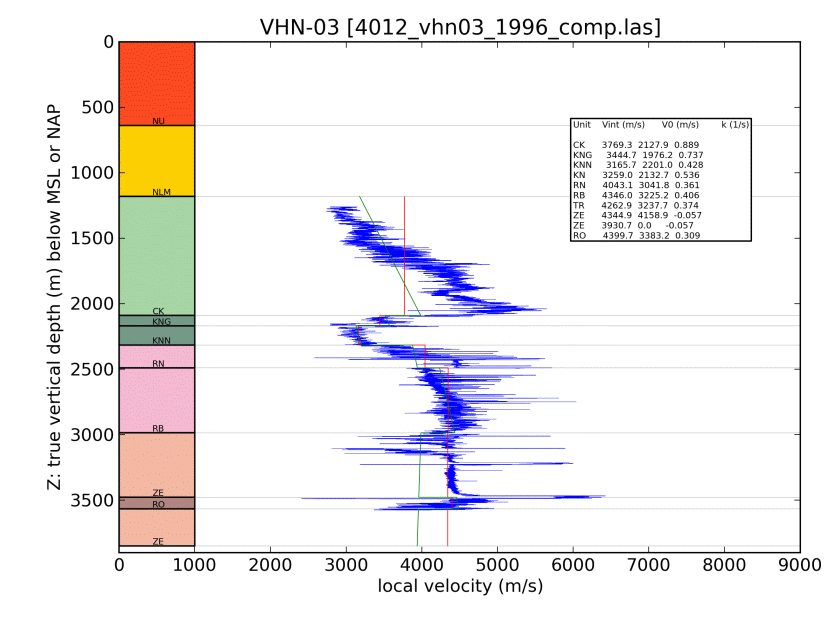 VHN-03 [4012_vhn03_1996_comp.las]
Z: true vertical depth (m) below MSL or NAP
0
500
1000
1500
2000
2500
3000
3500
NU
NLM
CK
KNG
KNN
RN
RB
ZE
RO
ZE
Unit Vint (m/s) V0 (m/s) k (1/s)
CK 3769.3 2127.9 0.889
KNG 3444.7 1976.2 0.737
KNN 3165.7 2201.0 0.428
KN 3259.0 2132.7 0.536
RN 4043.1 3041.8 0.361
RB 4346.0 3225.2 0.406
TR 4262.9 3237.7 0.374
ZE 4344.9 4158.9 -0.057
ZE 3930.7 0.0 -0.057
RO 4399.7 3383.2 0.309
0 1000 2000 3000 4000 5000 6000 7000 8000 9000
local velocity (m/s)